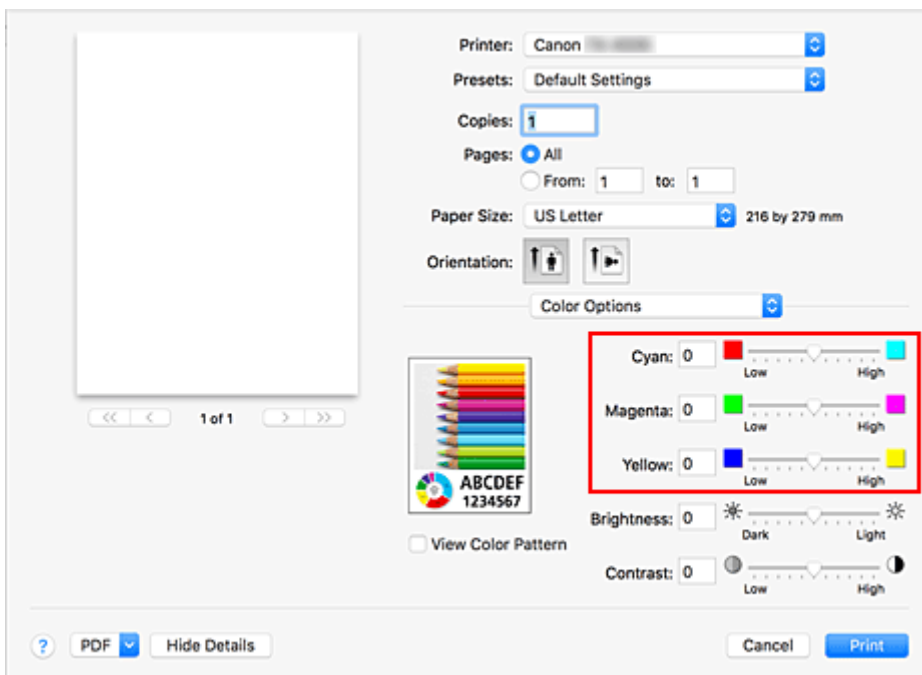 Printer: Canon
Presets: Default Settings
Copies: 1
Pages: All
From: 1 to: 1
Paper Size: US Letter 216 by 279 mm
Orientation:
Color Options
Cyan: 0
Low High
Magenta: 0
Low High
Yellow: 0
Low High
Brightness: 0
Dark Light
Contrast: 0
Low High
1 of 1
ABCDEF
1234567
View Color Pattern
? PDF Hide Details Cancel Print